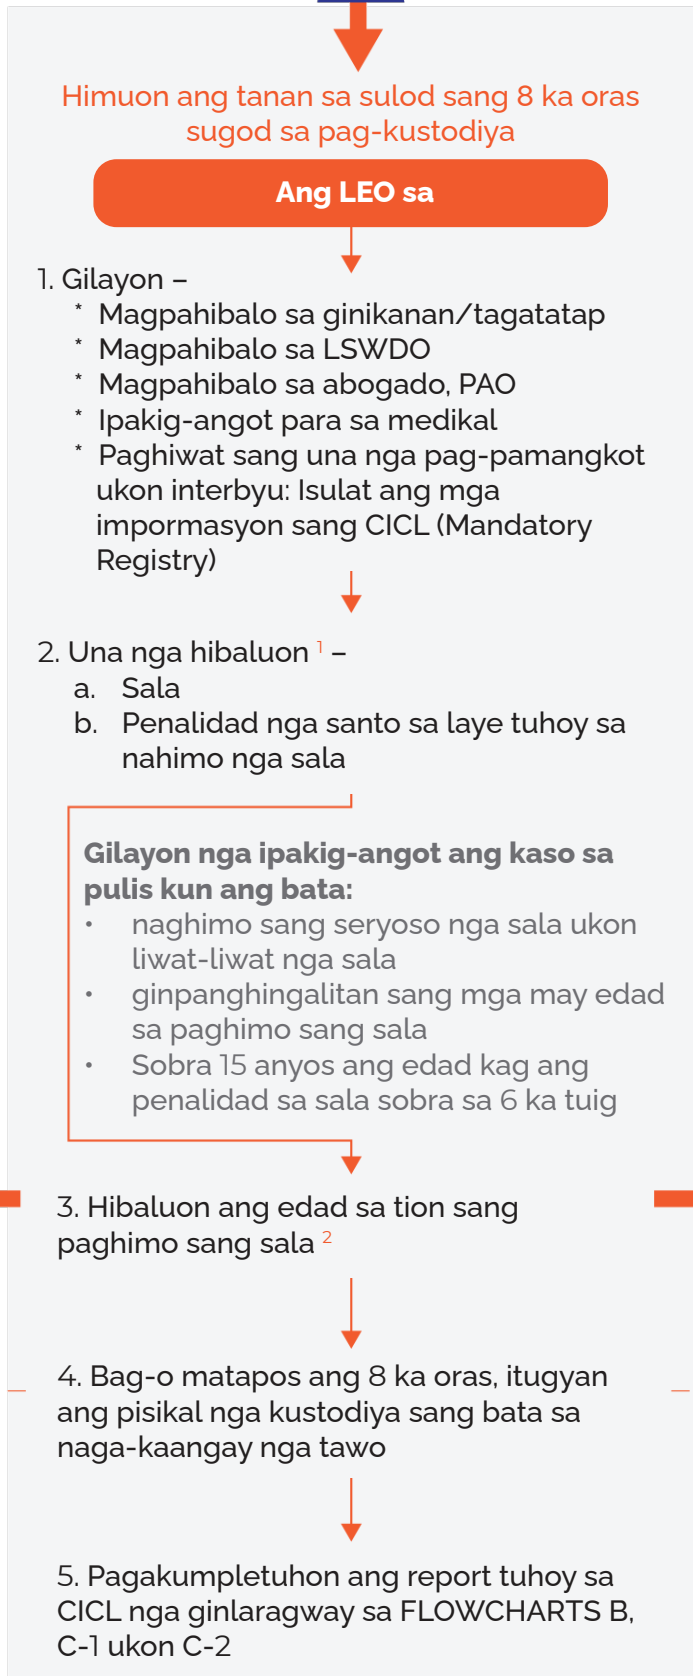 Himuon ang tanan sa sulod sang 8 ka oras
sugod sa pag-kustodiya
Ang LEO sa
1. Gilayon –
* Magpahibalo sa ginikanan/tagatatap
* Magpahibalo sa LSWDO
* Magpahibalo sa abogado, PAO
* Ipakig-angot para sa medikal
* Paghiwat sang una nga pag-pamangkot
ukon interbyu: Isulat ang mga
impormasyon sang CICL (Mandatory
Registry)
2. Una nga hibaluon ¹ –
a. Sala
b. Penalidad nga santo sa laye tuhoy sa
nahimo nga sala
Gilayon nga ipakig-angot ang kaso sa
pulis kun ang bata:
• naghimo sang seryoso nga sala ukon
liwat-liwat nga sala
• ginpanghingalitan sang mga may edad
sa paghimo sang sala
• Sobra 15 anyos ang edad kag ang
penalidad sa sala sobra sa 6 ka tuig
3. Hibaluon ang edad sa tion sang
paghimo sang sala ²
4. Bag-o matapos ang 8 ka oras, itugyan
ang pisikal nga kustodiya sang bata sa
naga-kaangay nga tawo
5. Pagakumpletuhon ang report tuhoy sa
CICL nga ginlaragway sa FLOWCHARTS B,
C-1 ukon C-2